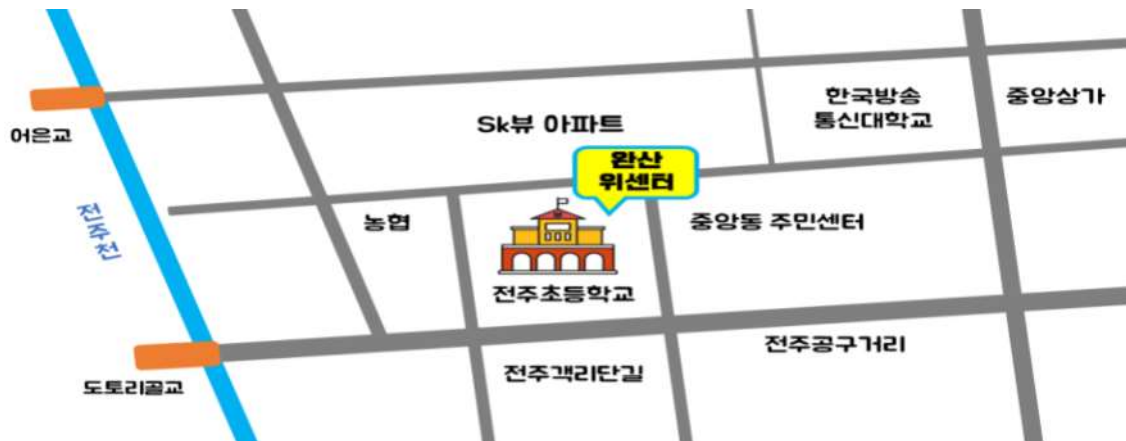 한국방송
통신대학교
중앙상가
Sk뷰 아파트
어은교
완산
위센터
전주천
농협
중앙동 주민센터
전주초등학교
전주공구거리
전주객리단길
도토리골교